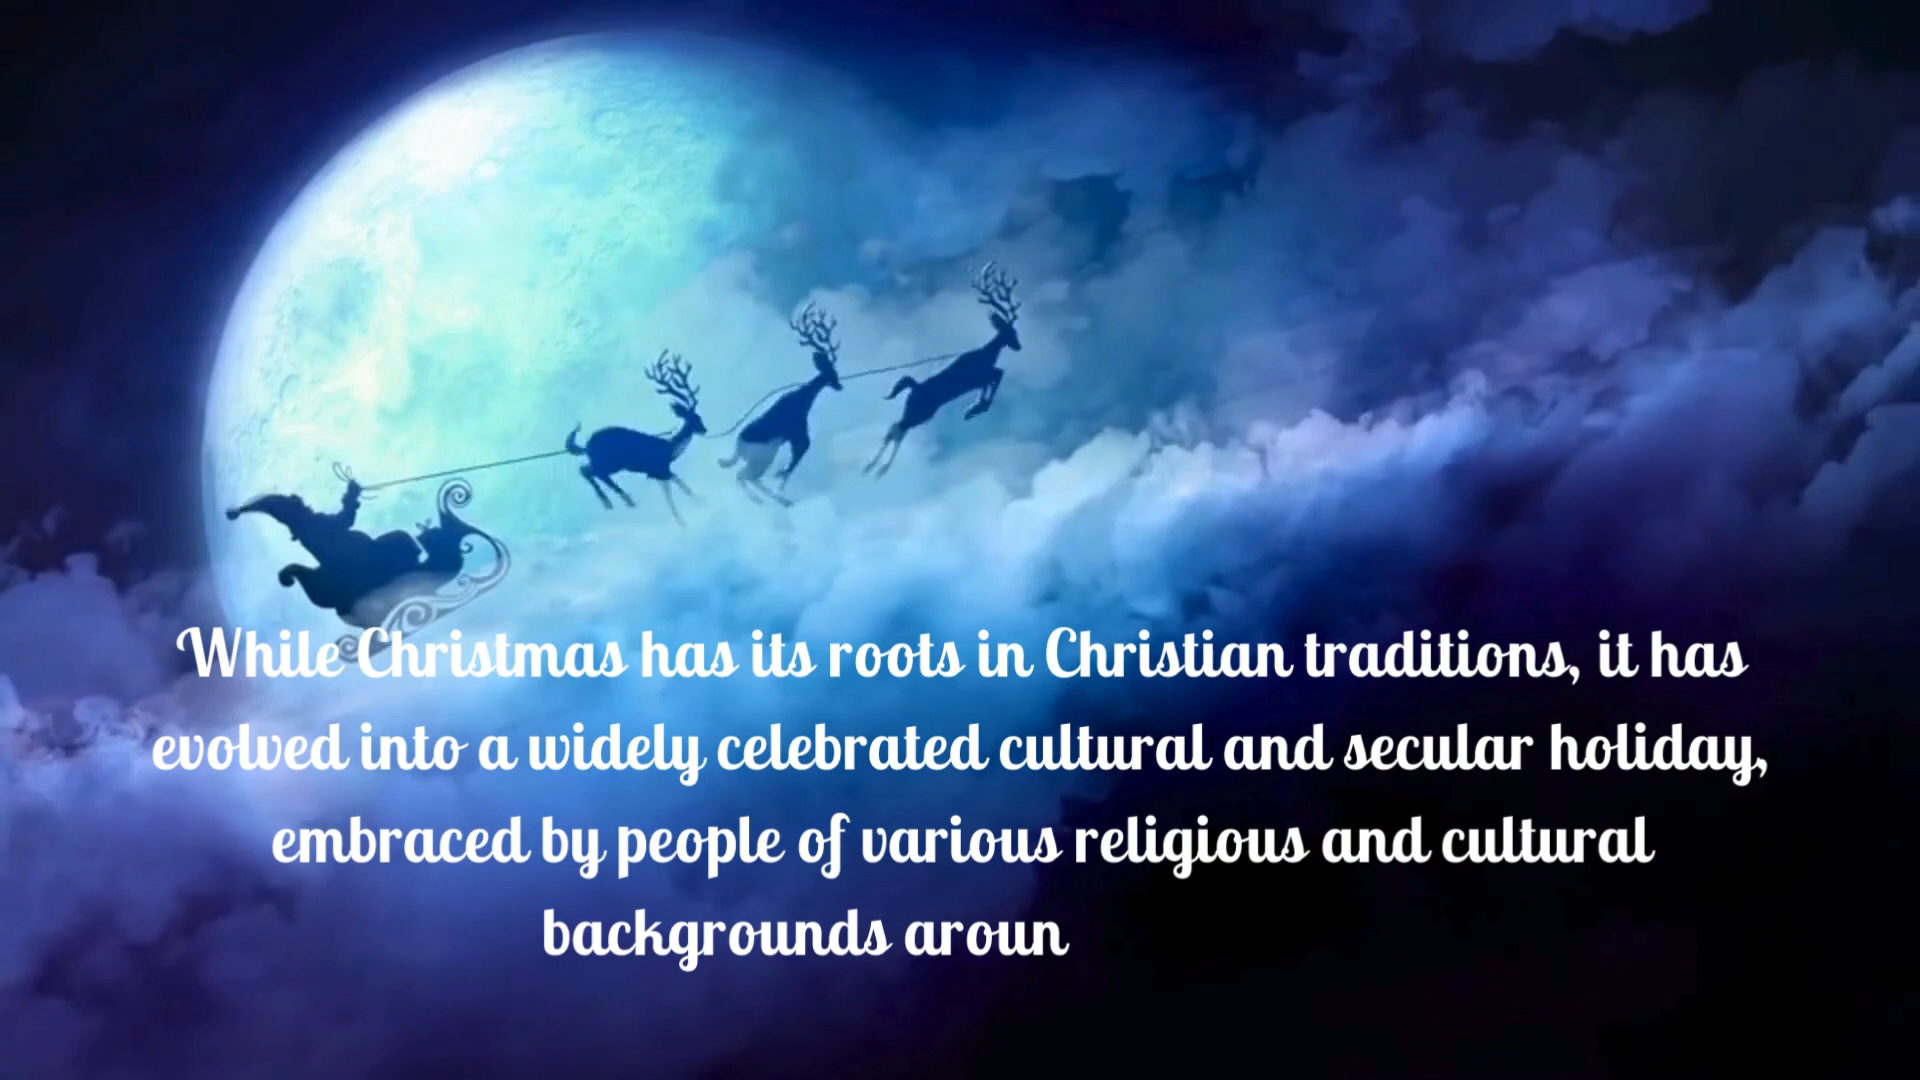 While Christmas has its roots in Christian traditions, it has
evolved into a widely celebrated cultural and secular holiday,
embraced by people of various religious and cultural
backgrounds aroun